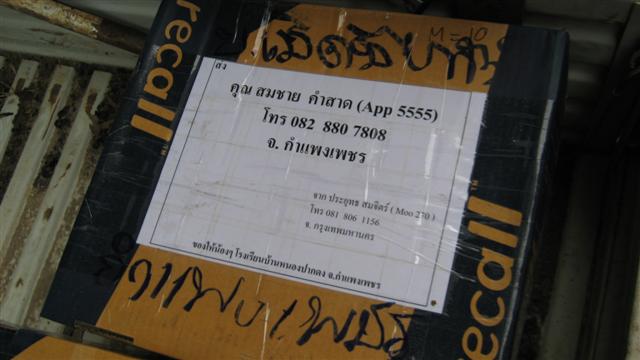 recall
M=10
ส่ง
คุณ สมชาย คำสาด (App 5555)
โทร 082 880 7808
จ. กำแพงเพชร
จาก ประยุทธ สมจิตร์ ( Moo 270 )
โทร 081 806 1156
จ. กรุงเทพมหานคร
ของให้น้องๆ โรงเรียนบ้านหนองปากดง จ.กำแพงเพชร
กำแพงเพชร
recall